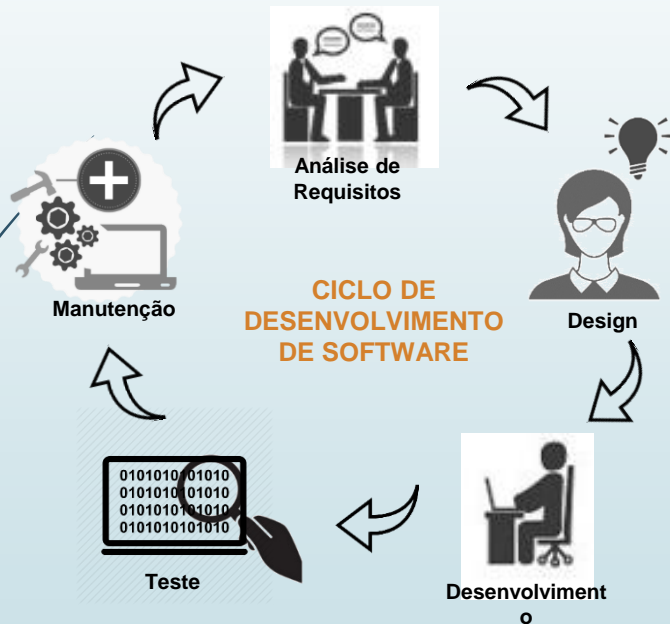 Análise de
Requisitos
Manutenção
CICLO DE
DESENVOLVIMENTO
DE SOFTWARE
Design
0101010101010
0101010101010
0101010101010
0101010101010
Teste
Desenvolviment
o